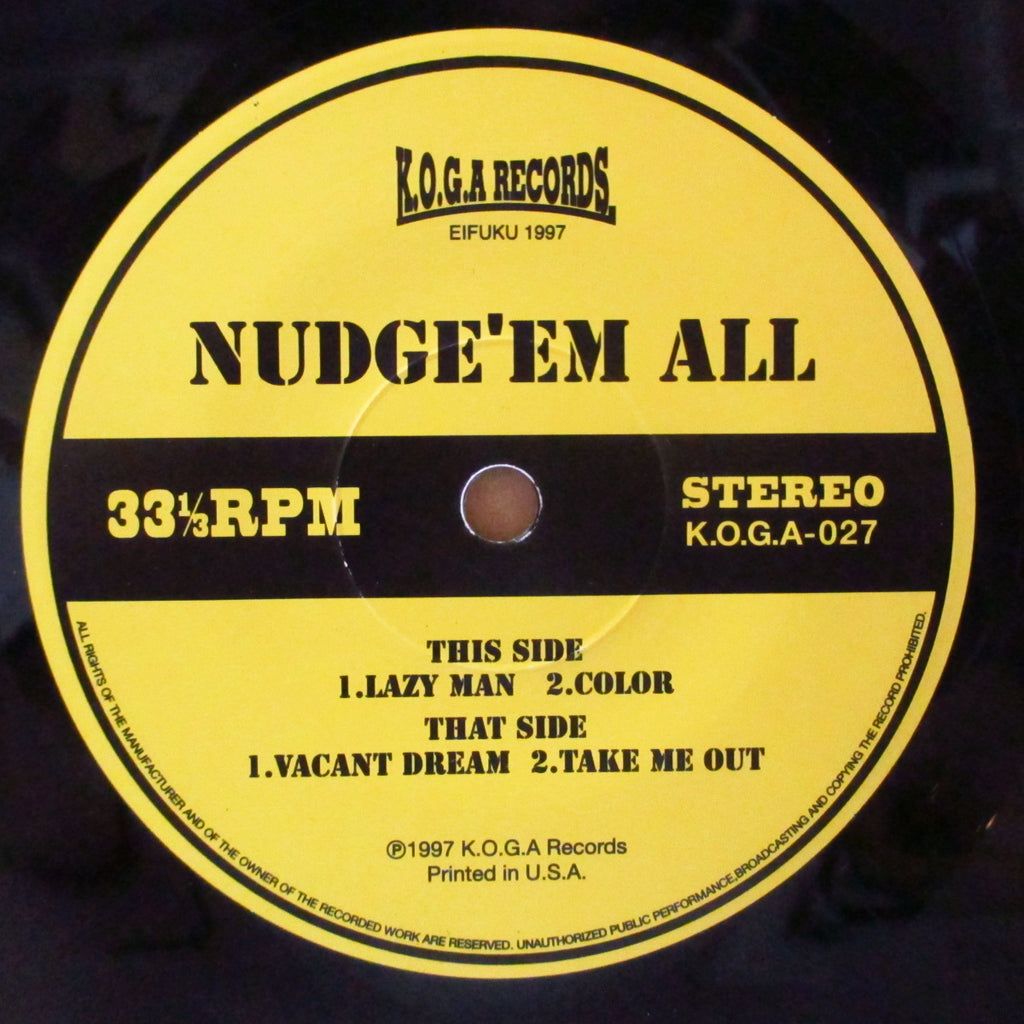 K.O.G.A RECORDS.
EIFUKU 1997
NUDGE'EM ALL
33⅓RPM
STEREO
K.O.G.A-027
THIS SIDE
1.LAZY MAN 2.COLOR
THAT SIDE
1.VACANT DREAM 2.TAKE ME OUT
℗1997 K.O.G.A Records
Printed in U.S.A.
ALL RIGHTS OF THE MANUFACTURER AND OF THE OWNER OF THE RECORDED WORK ARE RESERVED. UNAUTHORIZED PUBLIC PERFORMANCE,BROADCASTING AND COPYING THE RECORD PROHIBITED.